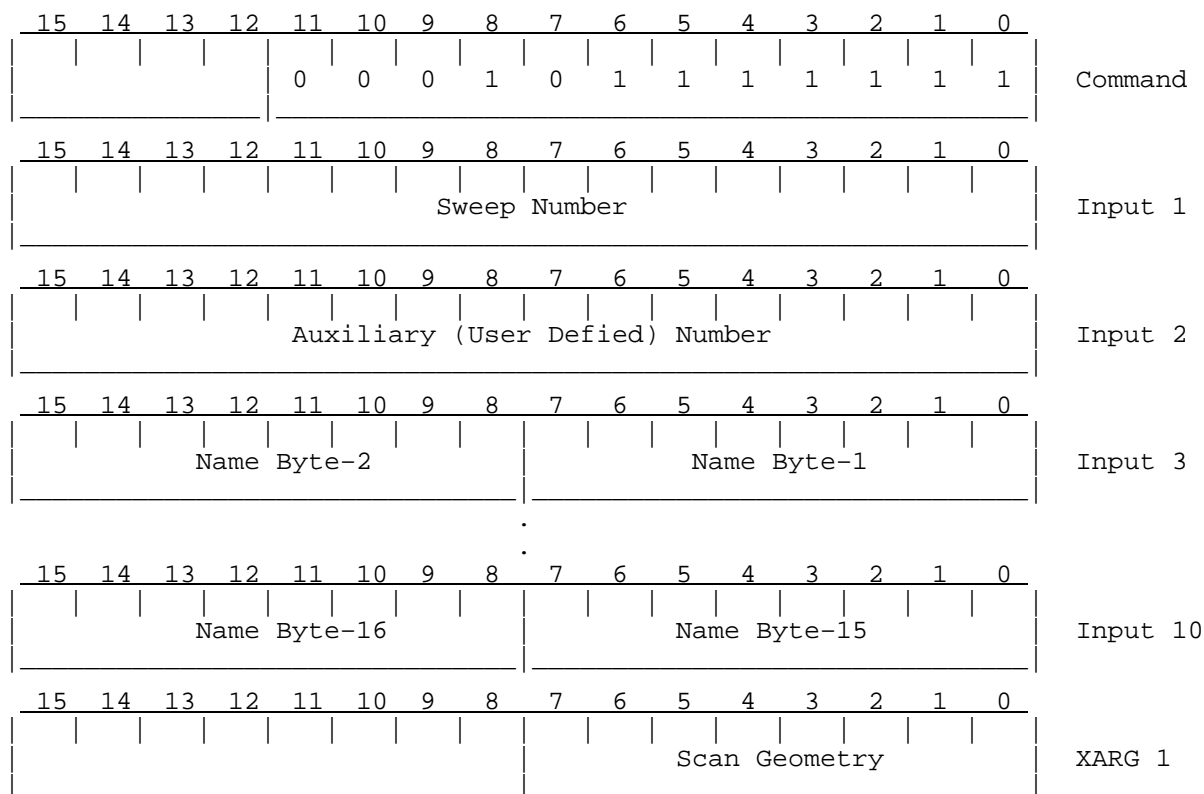 15 14 13 12 11 10 9 8 7 6 5 4 3 2 1 0
0 0 0 1 0 1 1 1 1 1 1 1 Command
15 14 13 12 11 10 9 8 7 6 5 4 3 2 1 0
Sweep Number Input 1
15 14 13 12 11 10 9 8 7 6 5 4 3 2 1 0
Auxiliary (User Defied) Number Input 2
15 14 13 12 11 10 9 8 7 6 5 4 3 2 1 0
Name Byte-2 Name Byte-1 Input 3
.
.
15 14 13 12 11 10 9 8 7 6 5 4 3 2 1 0
Name Byte-16 Name Byte-15 Input 10
15 14 13 12 11 10 9 8 7 6 5 4 3 2 1 0
Scan Geometry XARG 1